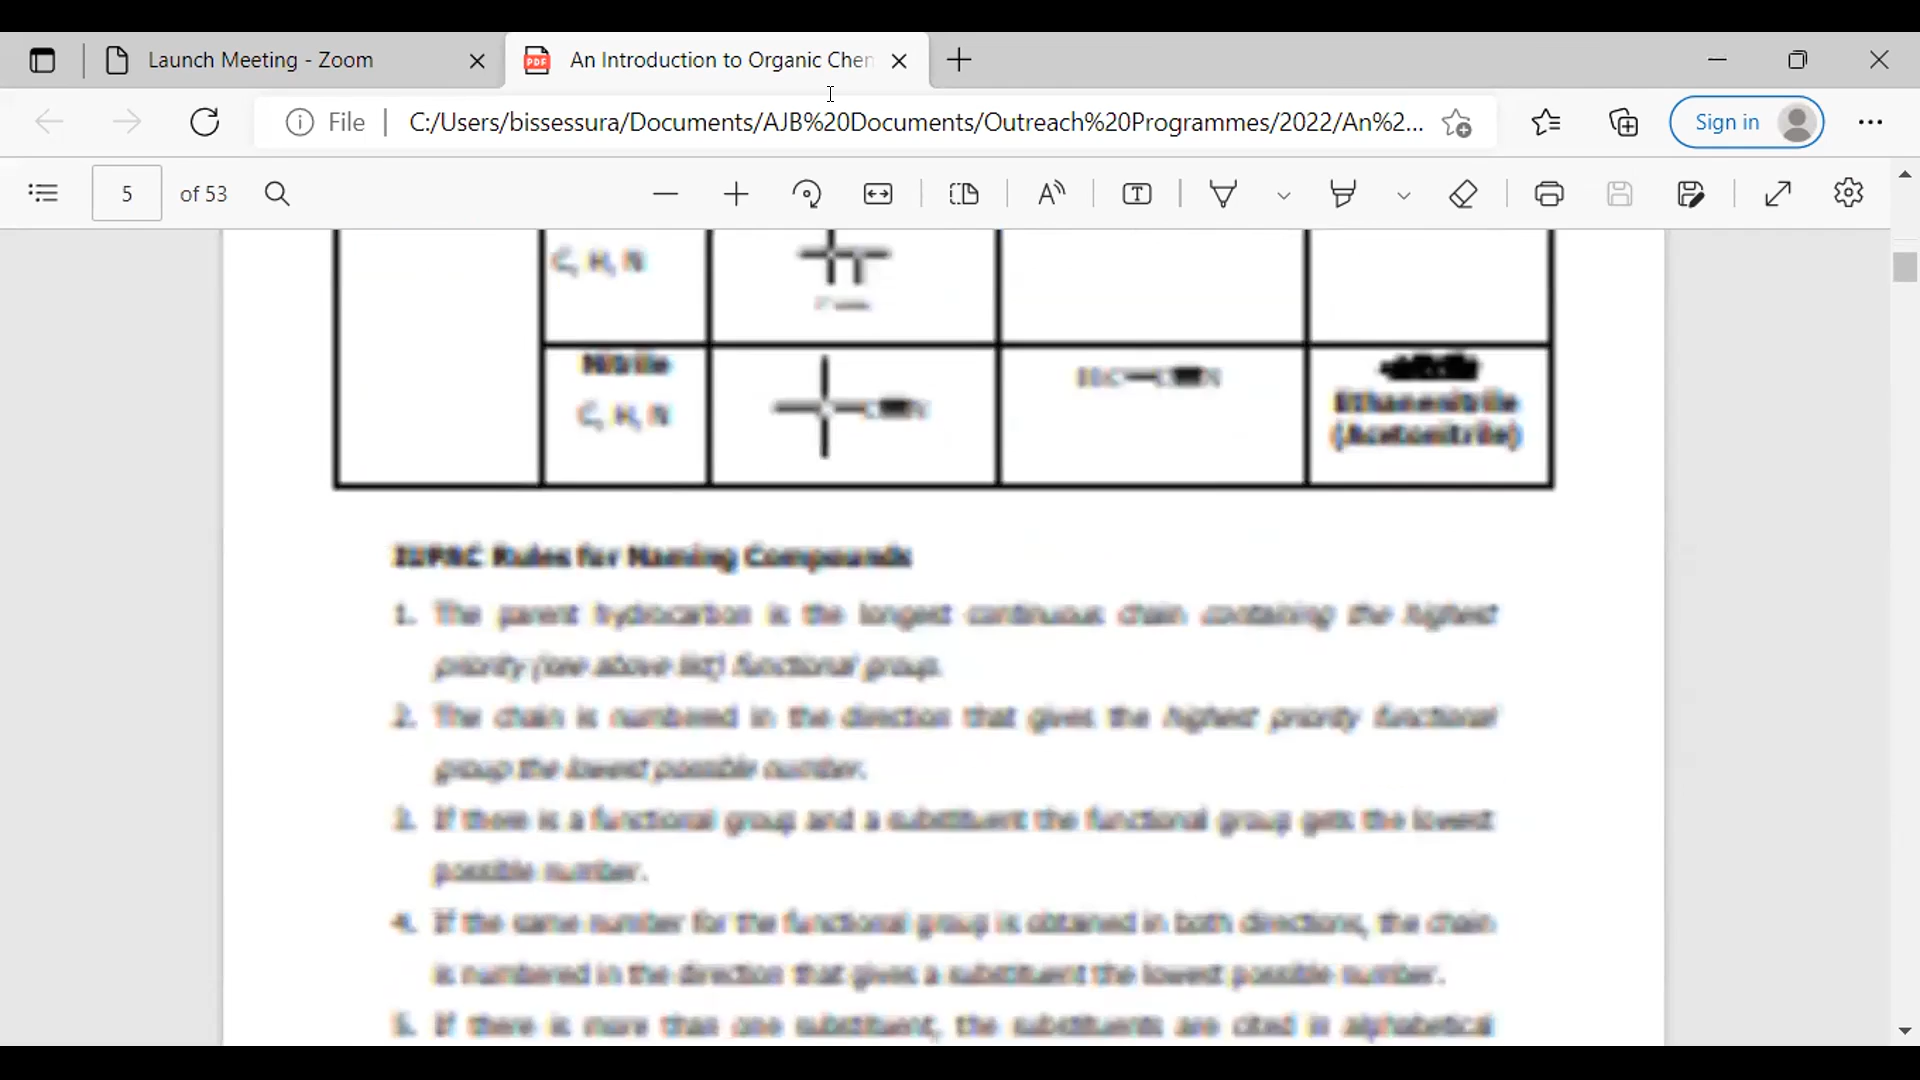 Launch Meeting - Zoom
An Introduction to Organic Chem
File
C:/Users/bissessura/Documents/AJB%20Documents/Outreach%20Programmes/2022/An%2...
Sign in
5 of 53
C, H, N
Nitrile
C, H, N
Ethanenitrile
(Acetonitrile)
IUPAC Rules for Naming Compounds
1. The parent hydrocarbon is the longest continuous chain containing the highest
priority (see above list) functional group.
2. The chain is numbered in the direction that gives the highest priority functional
group the lowest possible number.
3. If there is a functional group and a substituent the functional group gets the lowest
possible number.
4. If the same number for the functional group is obtained in both directions, the chain
is numbered in the direction that gives a substituent the lowest possible number.
5. If there is more than one substituent, the substituents are cited in alphabetical